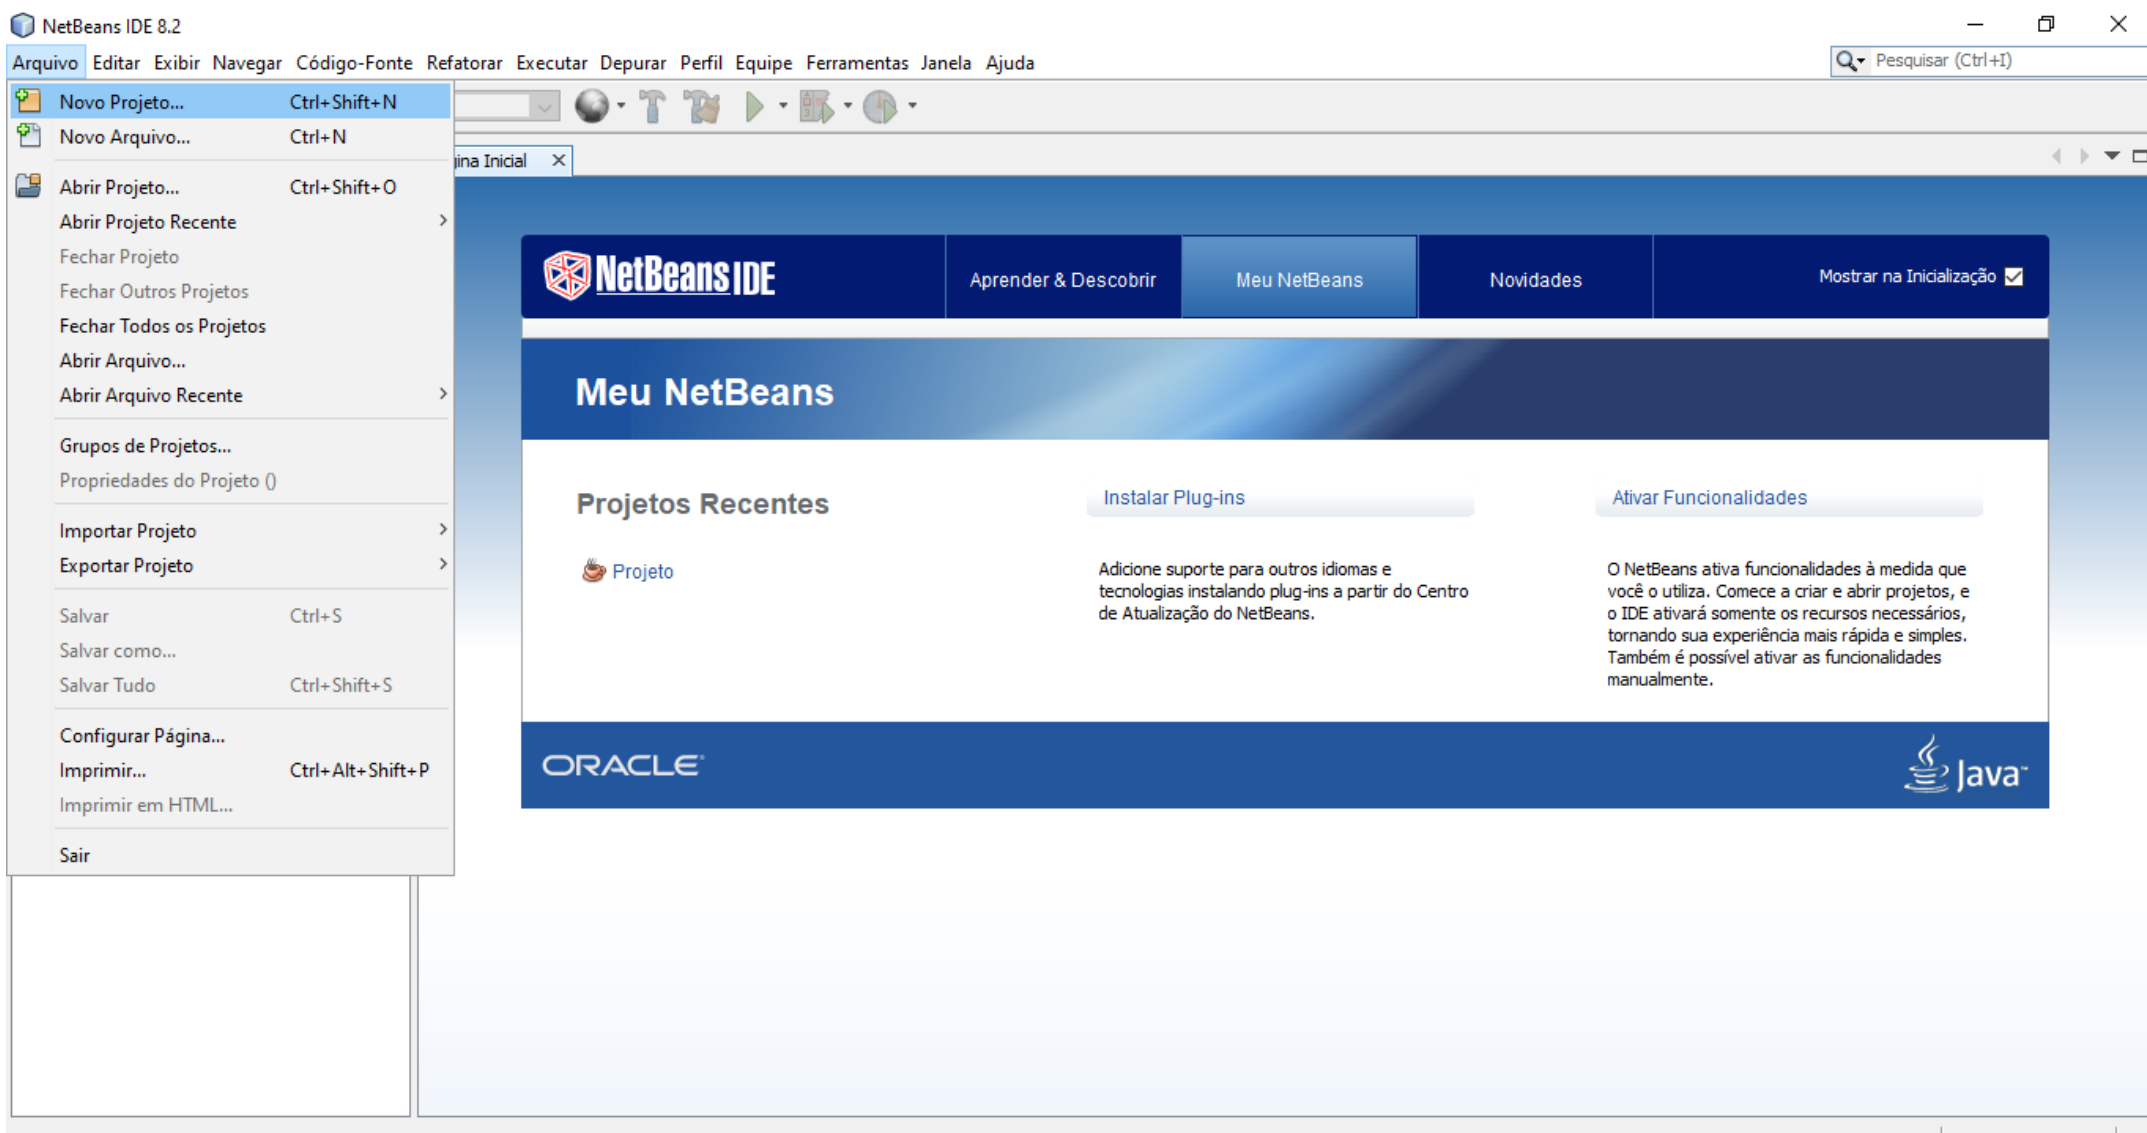 NetBeans IDE 8.2
Arquivo Editar Exibir Navegar Código-Fonte Refatorar Executar Depurar Perfil Equipe Ferramentas Janela Ajuda
Pesquisar (Ctrl+I)
Novo Projeto... Ctrl+Shift+N
Novo Arquivo... Ctrl+N
Abrir Projeto... Ctrl+Shift+O
Abrir Projeto Recente
Fechar Projeto
Fechar Outros Projetos
Fechar Todos os Projetos
Abrir Arquivo...
Abrir Arquivo Recente
Grupos de Projetos...
Propriedades do Projeto ()
Importar Projeto
Exportar Projeto
Salvar Ctrl+S
Salvar como...
Salvar Tudo Ctrl+Shift+S
Configurar Página...
Imprimir... Ctrl+Alt+Shift+P
Imprimir em HTML...
Sair
gina Inicial
NetBeans IDE
Aprender & Descobrir
Meu NetBeans
Novidades
Mostrar na Inicialização
Meu NetBeans
Projetos Recentes
Projeto
Instalar Plug-ins
Adicione suporte para outros idiomas e
tecnologias instalando plug-ins a partir do Centro
de Atualização do NetBeans.
Ativar Funcionalidades
O NetBeans ativa funcionalidades à medida que
você o utiliza. Comece a criar e abrir projetos, e
o IDE ativará somente os recursos necessários,
tornando sua experiência mais rápida e simples.
Também é possível ativar as funcionalidades
manualmente.
ORACLE
Java